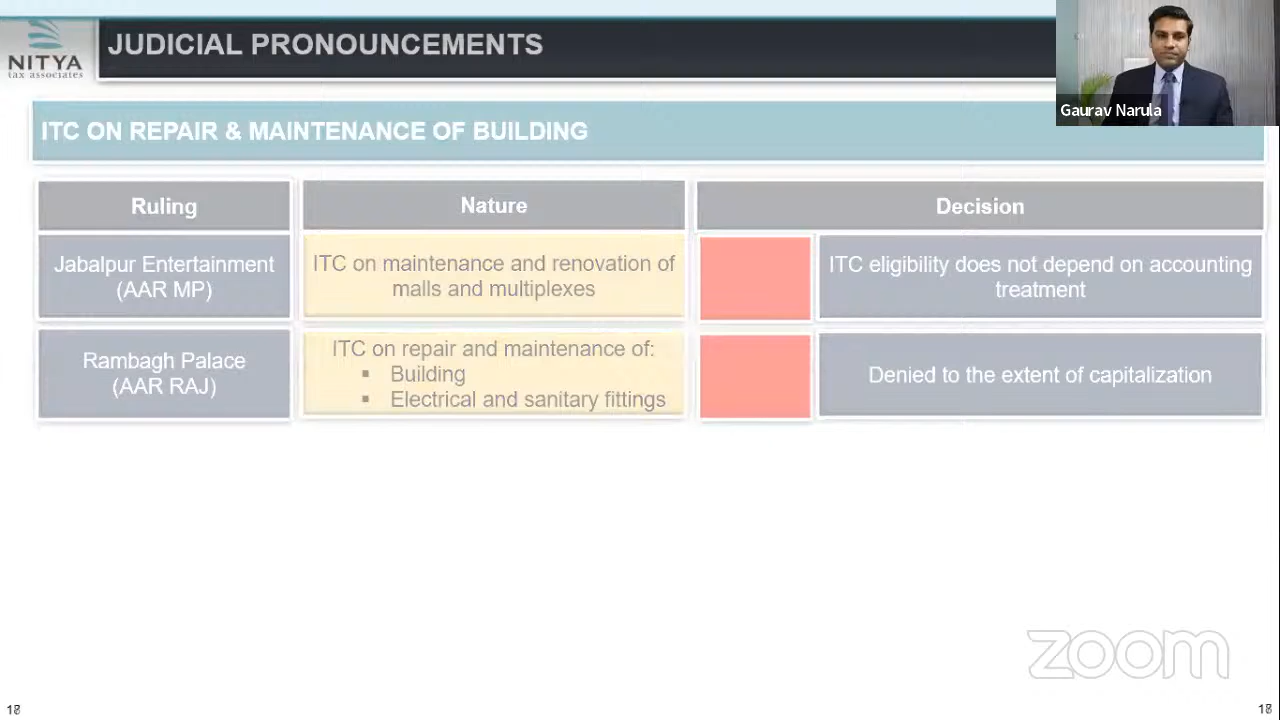 JUDICIAL PRONOUNCEMENTS
NITYA
tax associates
Gaurav Narula
ITC ON REPAIR & MAINTENANCE OF BUILDING
Ruling
Nature
Decision
Jabalpur Entertainment
(AAR MP)
ITC on maintenance and renovation of
malls and multiplexes
ITC eligibility does not depend on accounting
treatment
Rambagh Palace
(AAR RAJ)
ITC on repair and maintenance of:
▪ Building
▪ Electrical and sanitary fittings
Denied to the extent of capitalization
zoom